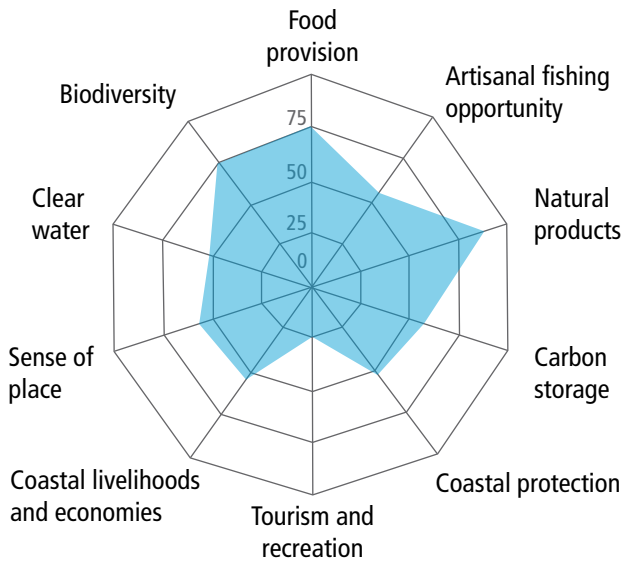 Food
provision
Artisanal fishing
opportunity
Natural
products
Carbon
storage
Coastal protection
Tourism and
recreation
Coastal livelihoods
and economies
Sense of
place
Clear
water
Biodiversity
75
50
25
0